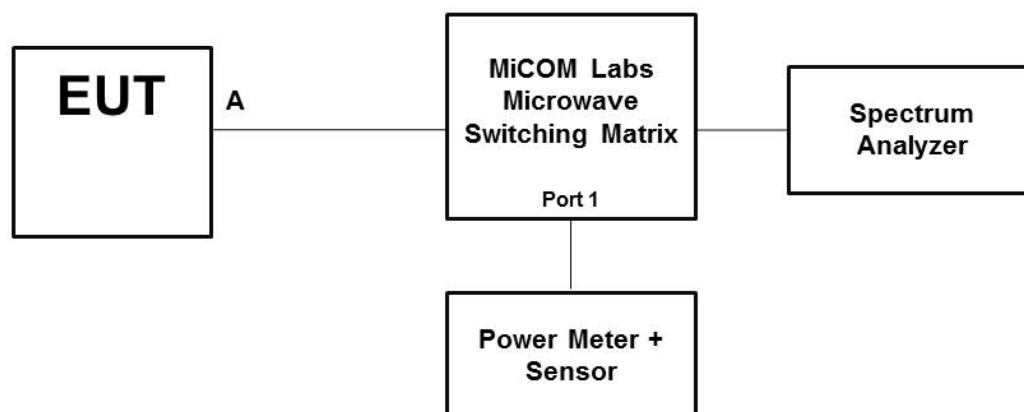 EUT
A
MiCOM Labs
Microwave
Switching Matrix
Port 1
Spectrum
Analyzer
Power Meter +
Sensor